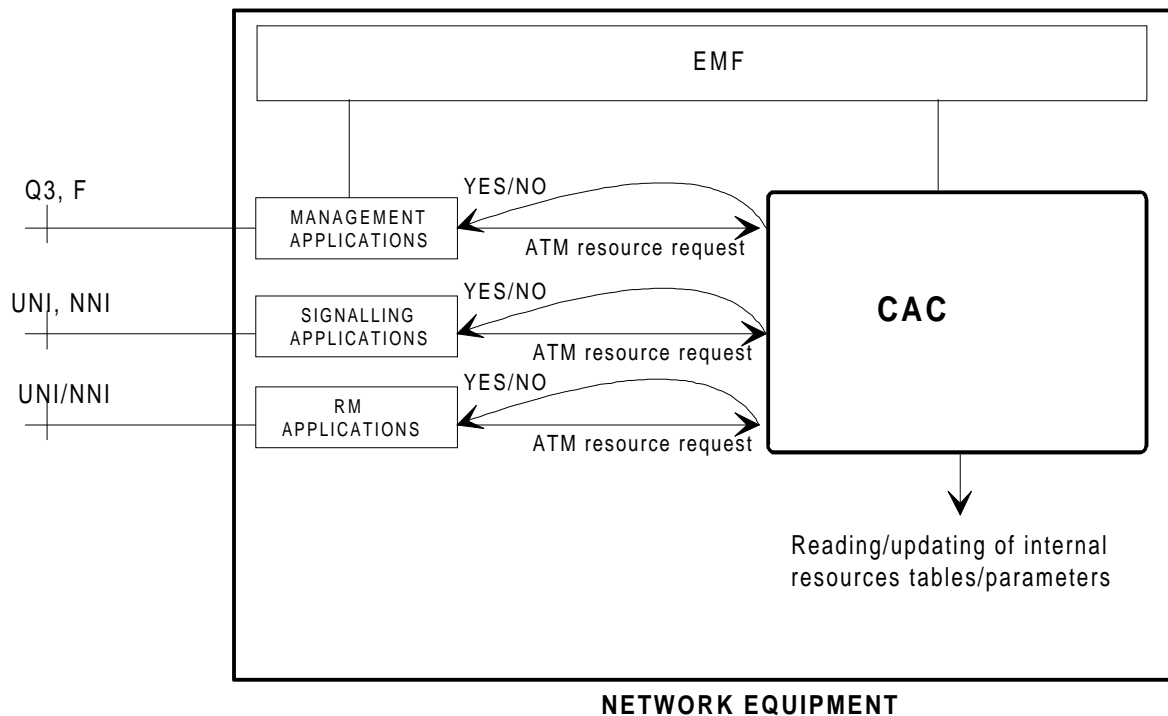 EMF
Q3, F
YES/NO
MANAGEMENT
APPLICATIONS
ATM resource request
UNI, NNI
YES/NO
SIGNALLING
APPLICATIONS
ATM resource request
CAC
UNI/NNI
YES/NO
RM
APPLICATIONS
ATM resource request
Reading/updating of internal
resources tables/parameters
NETWORK EQUIPMENT